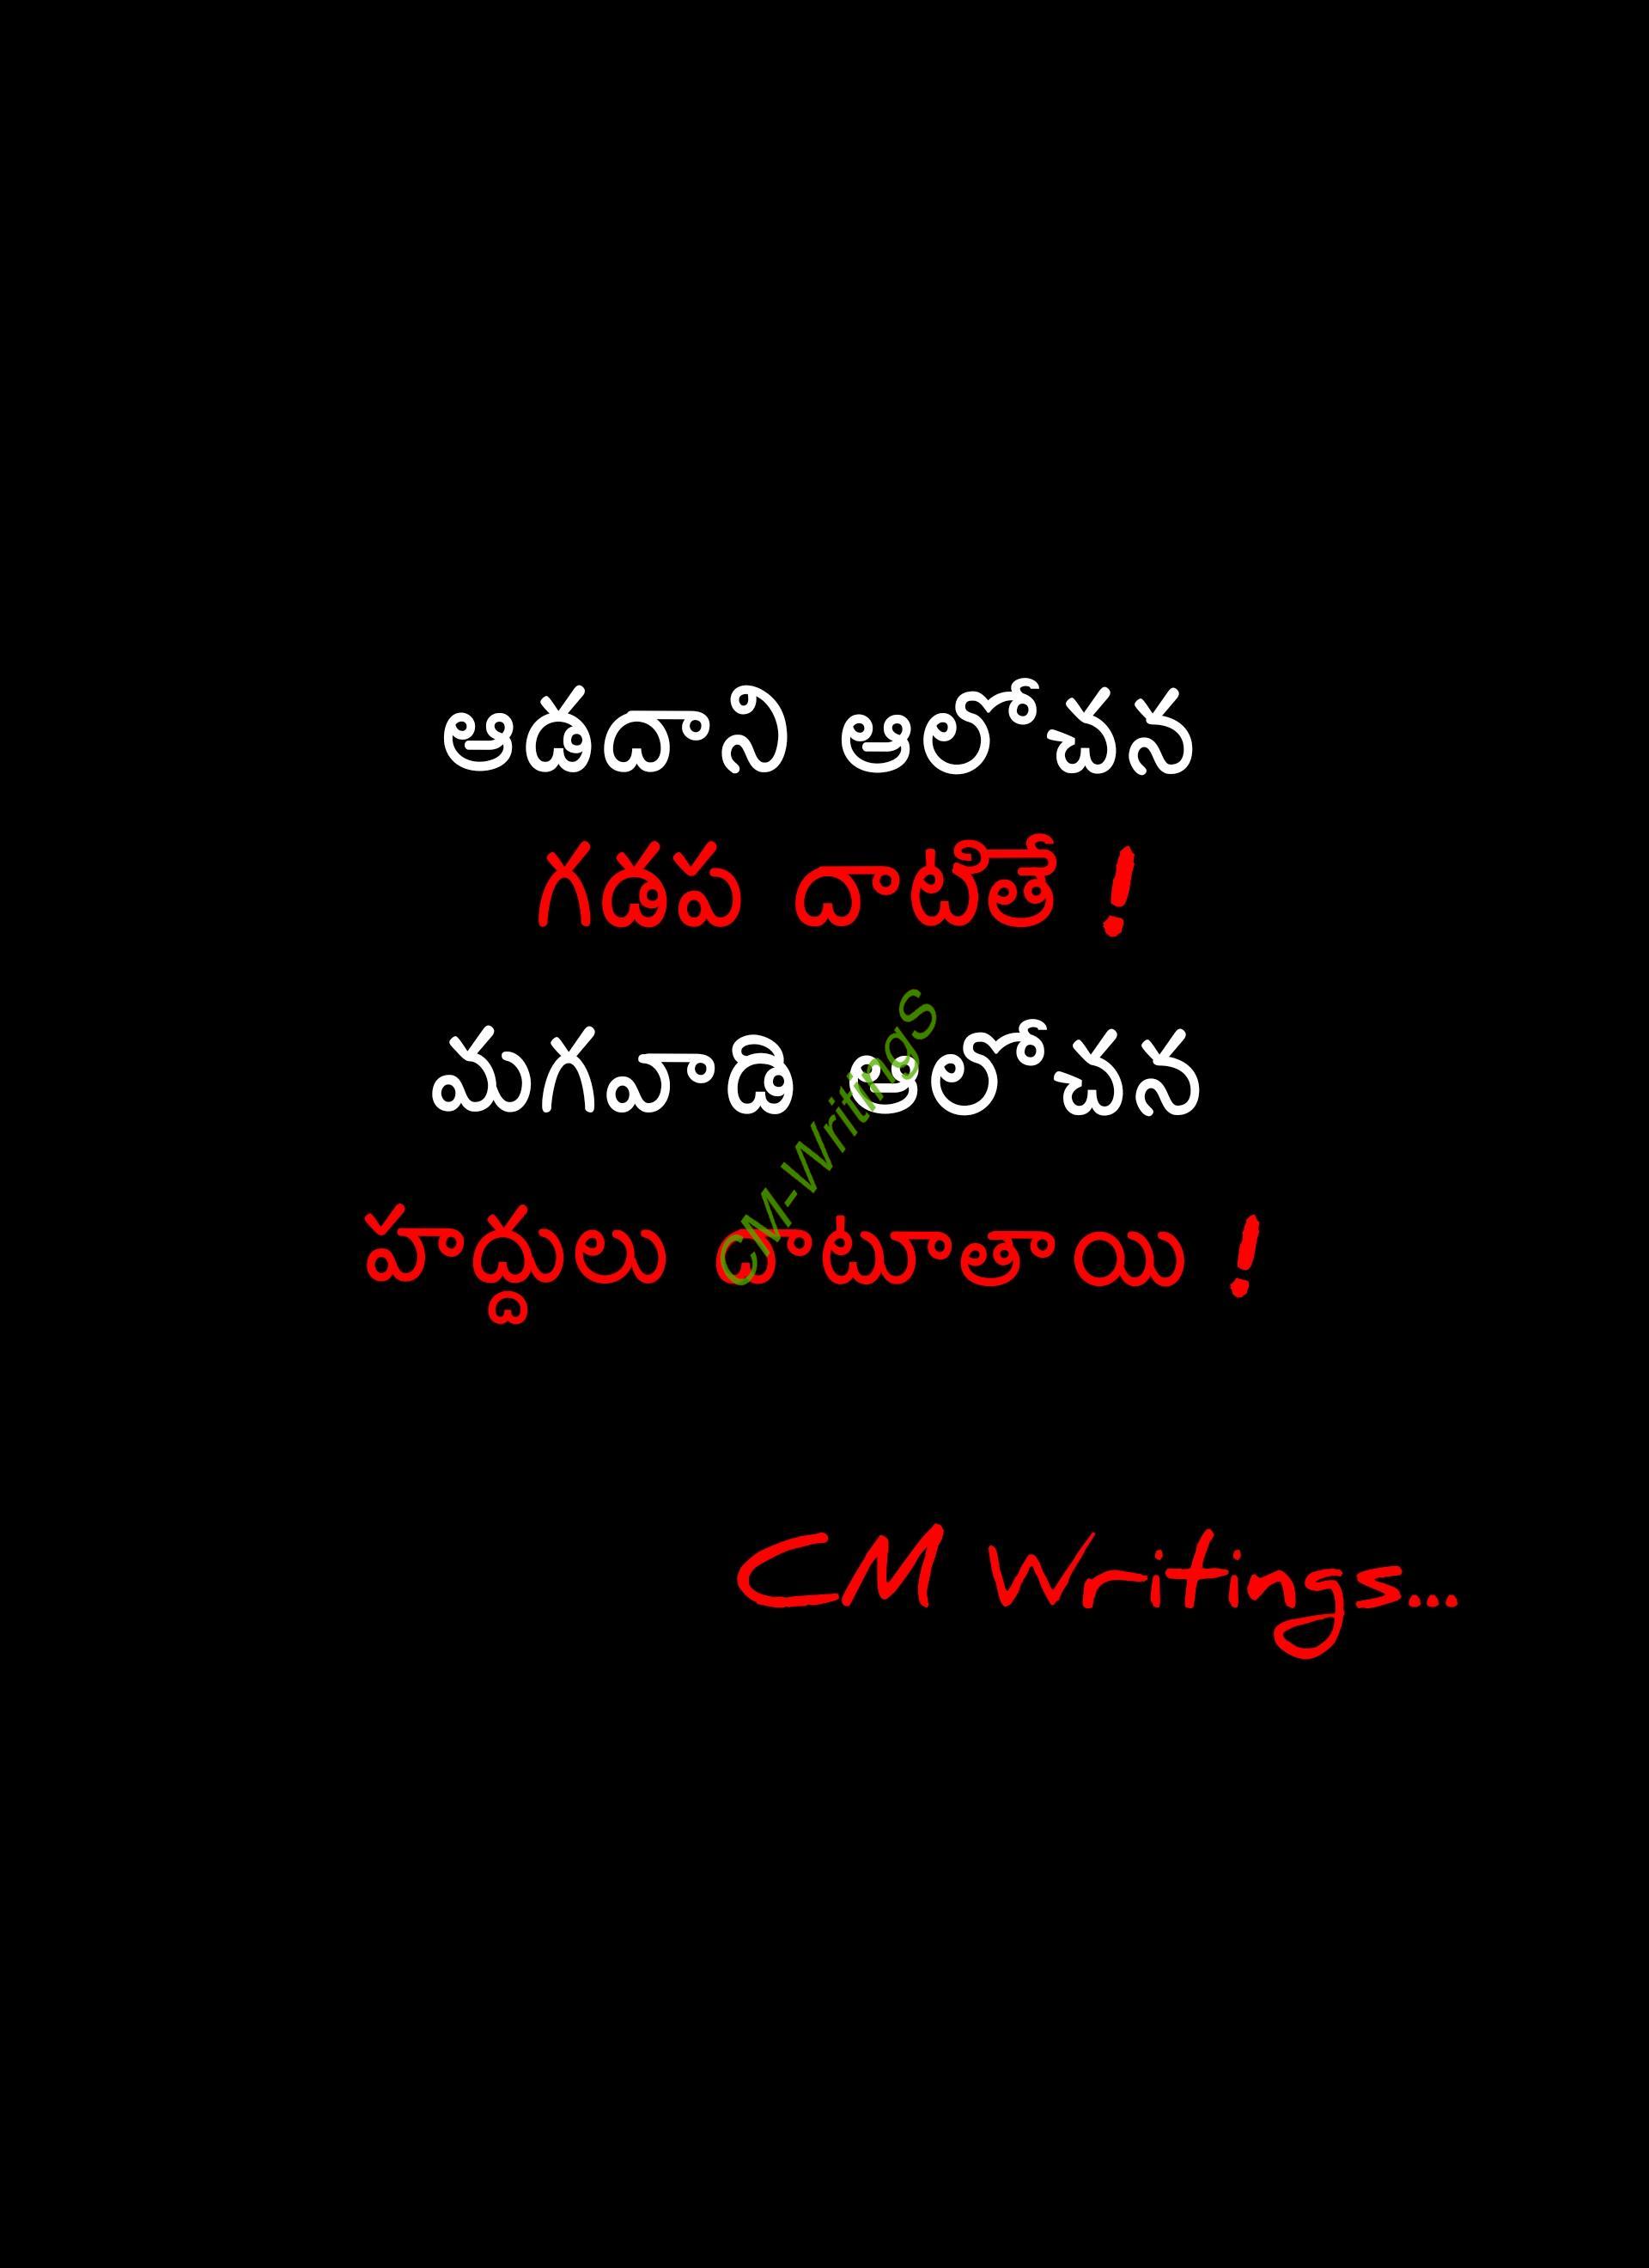 ఆడదాని ఆలోచన
గడప దాటితే !
మగవాడి ఆలోచన
హద్దులు దాటుతాయి !
CM-Writings
CM Writings...